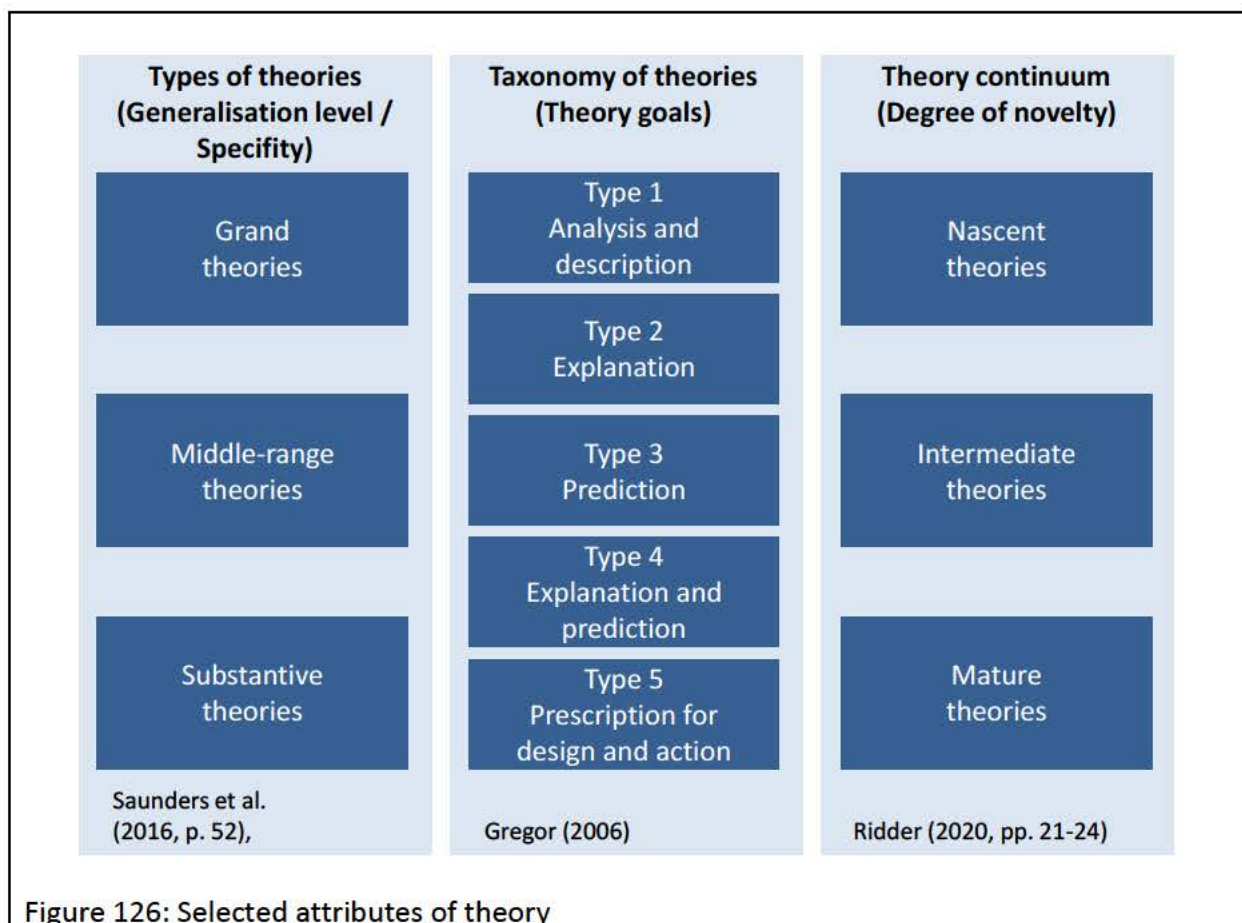 Types of theories
(Generalisation level /
Specifity)
Grand
theories
Middle-range
theories
Substantive
theories
Saunders et al.
(2016, p. 52),
Taxonomy of theories
(Theory goals)
Type 1
Analysis and
description
Type 2
Explanation
Type 3
Prediction
Type 4
Explanation and
prediction
Type 5
Prescription for
design and action
Gregor (2006)
Theory continuum
(Degree of novelty)
Nascent
theories
Intermediate
theories
Mature
theories
Ridder (2020, pp. 21-24)
Figure 126: Selected attributes of theory